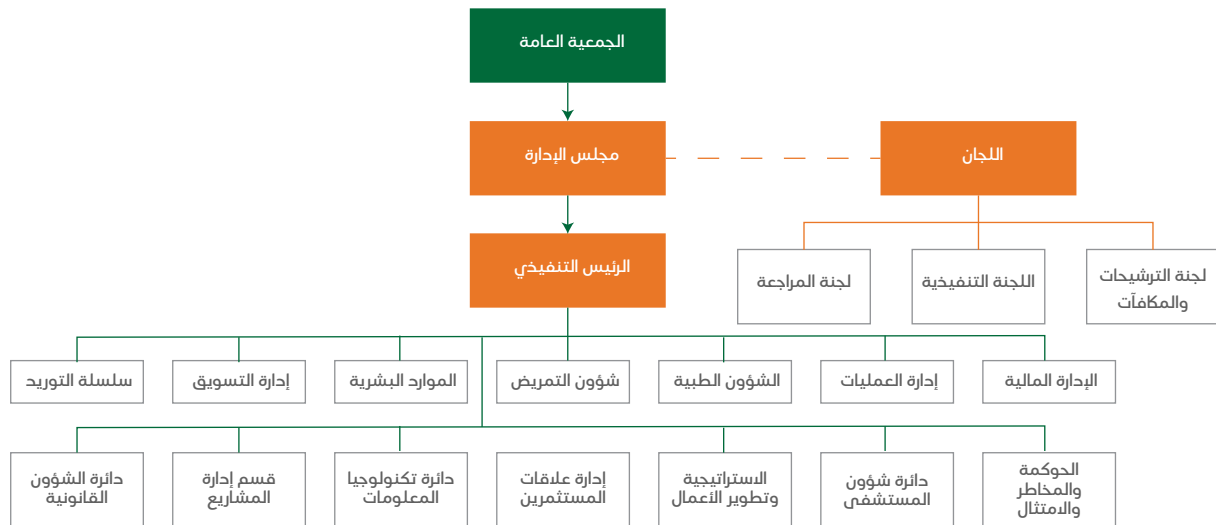 الجمعية العامة
مجلس الإدارة
اللجان
الرئيس التنفيذي
لجنة الترشيحات
والمكافآت
اللجنة التنفيذية
لجنة المراجعة
الإدارة المالية
إدارة العمليات
الشؤون الطبية
شؤون التمريض
الموارد البشرية
إدارة التسويق
سلسلة التوريد
الحوكمة
والمخاطر
والامتثال
دائرة شؤون
المستشفى
الاستراتيجية
وتطوير الأعمال
إدارة علاقات
المستثمرين
دائرة تكنولوجيا
المعلومات
قسم إدارة
المشاريع
دائرة الشؤون
القانونية